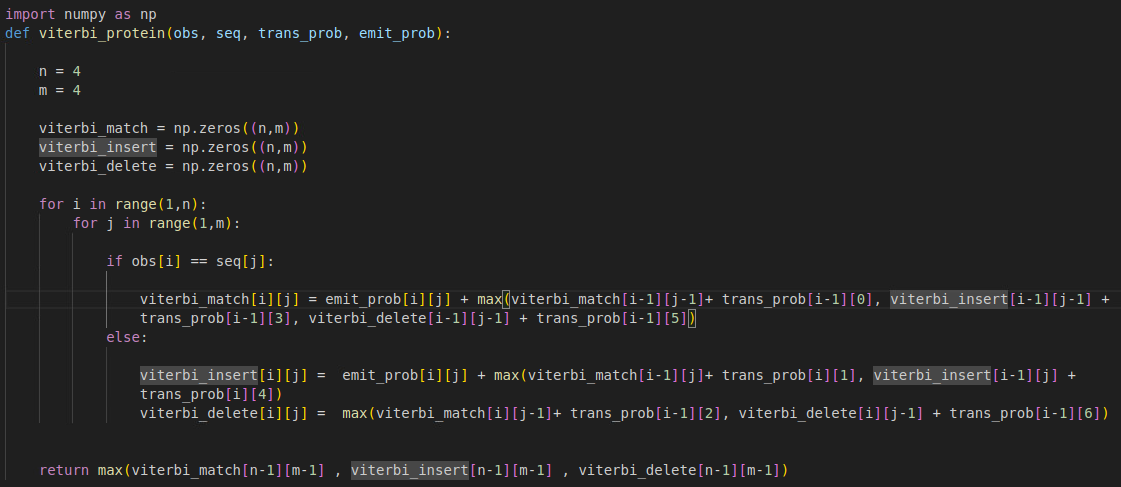 import numpy as np
def viterbi_protein(obs, seq, trans_prob, emit_prob):
n = 4
m = 4
viterbi_match = np.zeros((n,m))
viterbi_insert = np.zeros((n,m))
viterbi_delete = np.zeros((n,m))
for i in range(1,n):
for j in range(1,m):
if obs[i] == seq[j]:
viterbi_match[i][j] = emit_prob[i][j] + max(viterbi_match[i-1][j-1]+ trans_prob[i-1][0], viterbi_insert[i-1][j-1] +
trans_prob[i-1][3], viterbi_delete[i-1][j-1] + trans_prob[i-1][5])
else:
viterbi_insert[i][j] =  emit_prob[i][j] + max(viterbi_match[i-1][j]+ trans_prob[i][1], viterbi_insert[i-1][j] +
trans_prob[i][4])
viterbi_delete[i][j] =  max(viterbi_match[i][j-1]+ trans_prob[i-1][2], viterbi_delete[i][j-1] + trans_prob[i-1][6])
return max(viterbi_match[n-1][m-1] , viterbi_insert[n-1][m-1] , viterbi_delete[n-1][m-1])